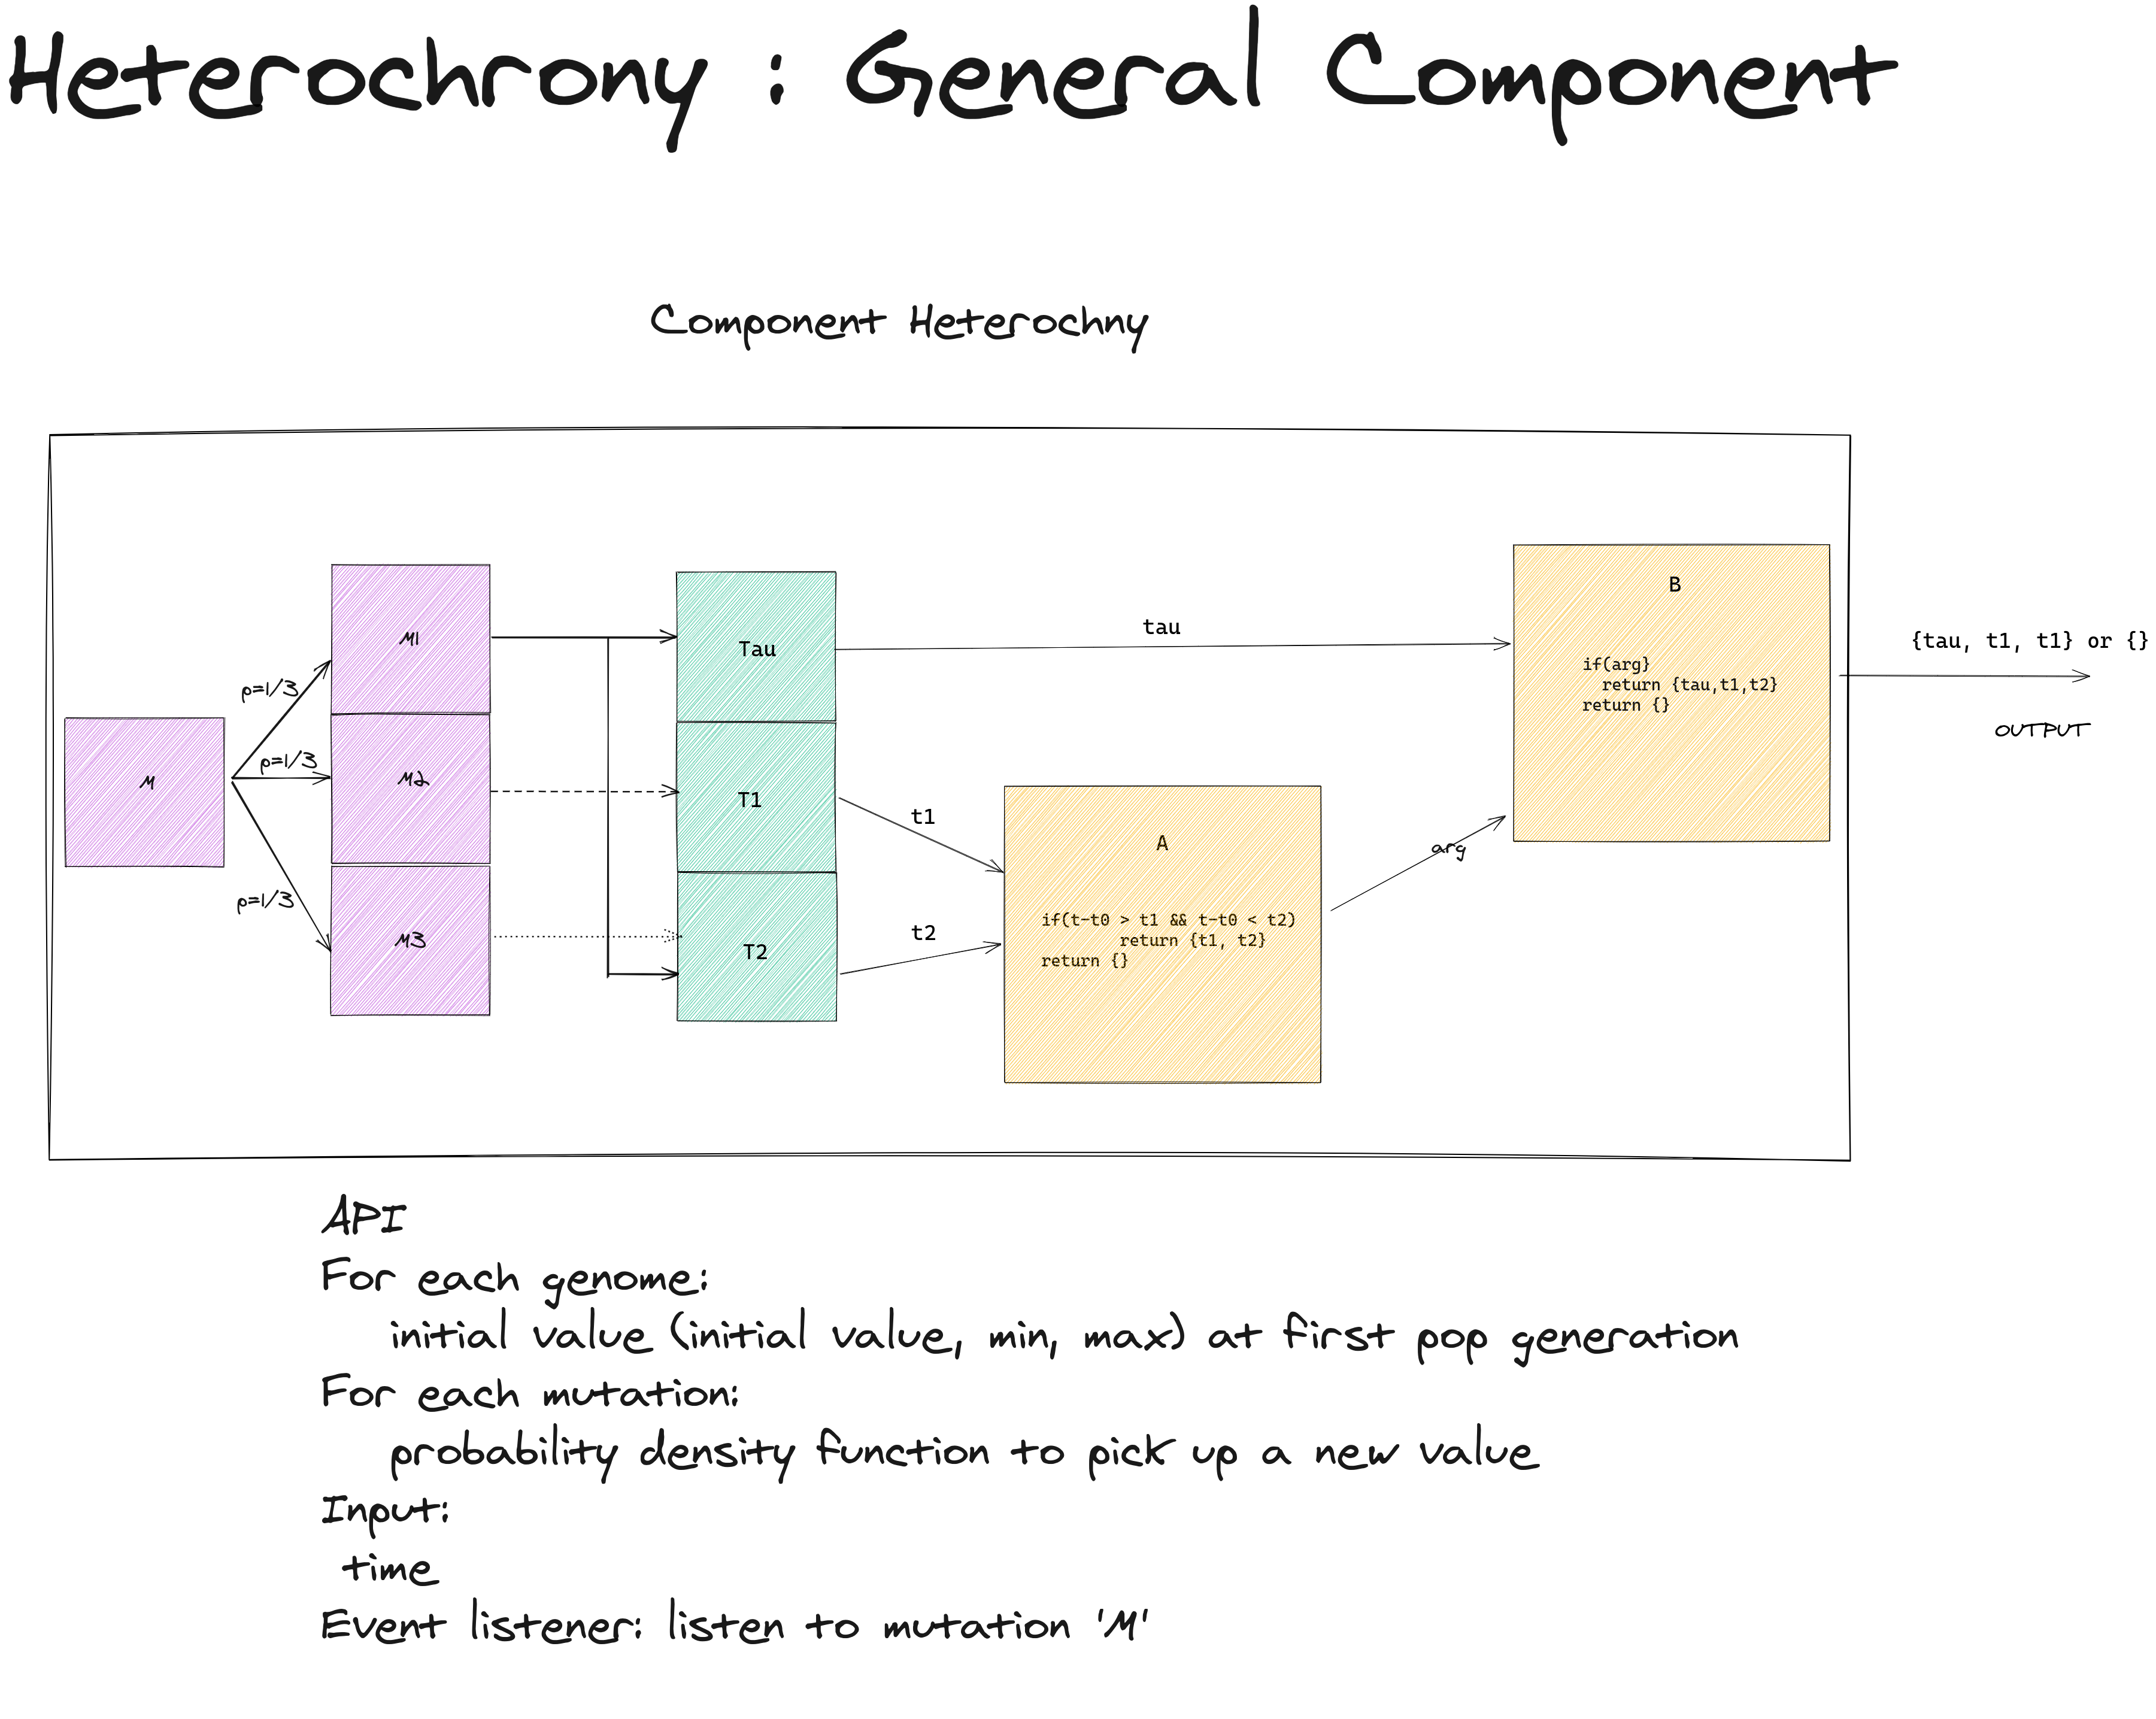 Heterochrony : General Component
Component Heterochny
M
p=1/3
p=1/3
p=1/3
M1
M2
M3
Tau
T1
T2
tau
t1
t2
A
if(t-t0 > t1 && t-t0 < t2)
return {t1, t2}
return {}
arg
B
if(arg}
return {tau,t1,t2}
return {}
{tau, t1, t1} or {}
OUTPUT
API
For each genome:
initial value (initial value, min, max) at first pop generation
For each mutation:
probability density function to pick up a new value
Input:
time
Event listener: listen to mutation 'M'